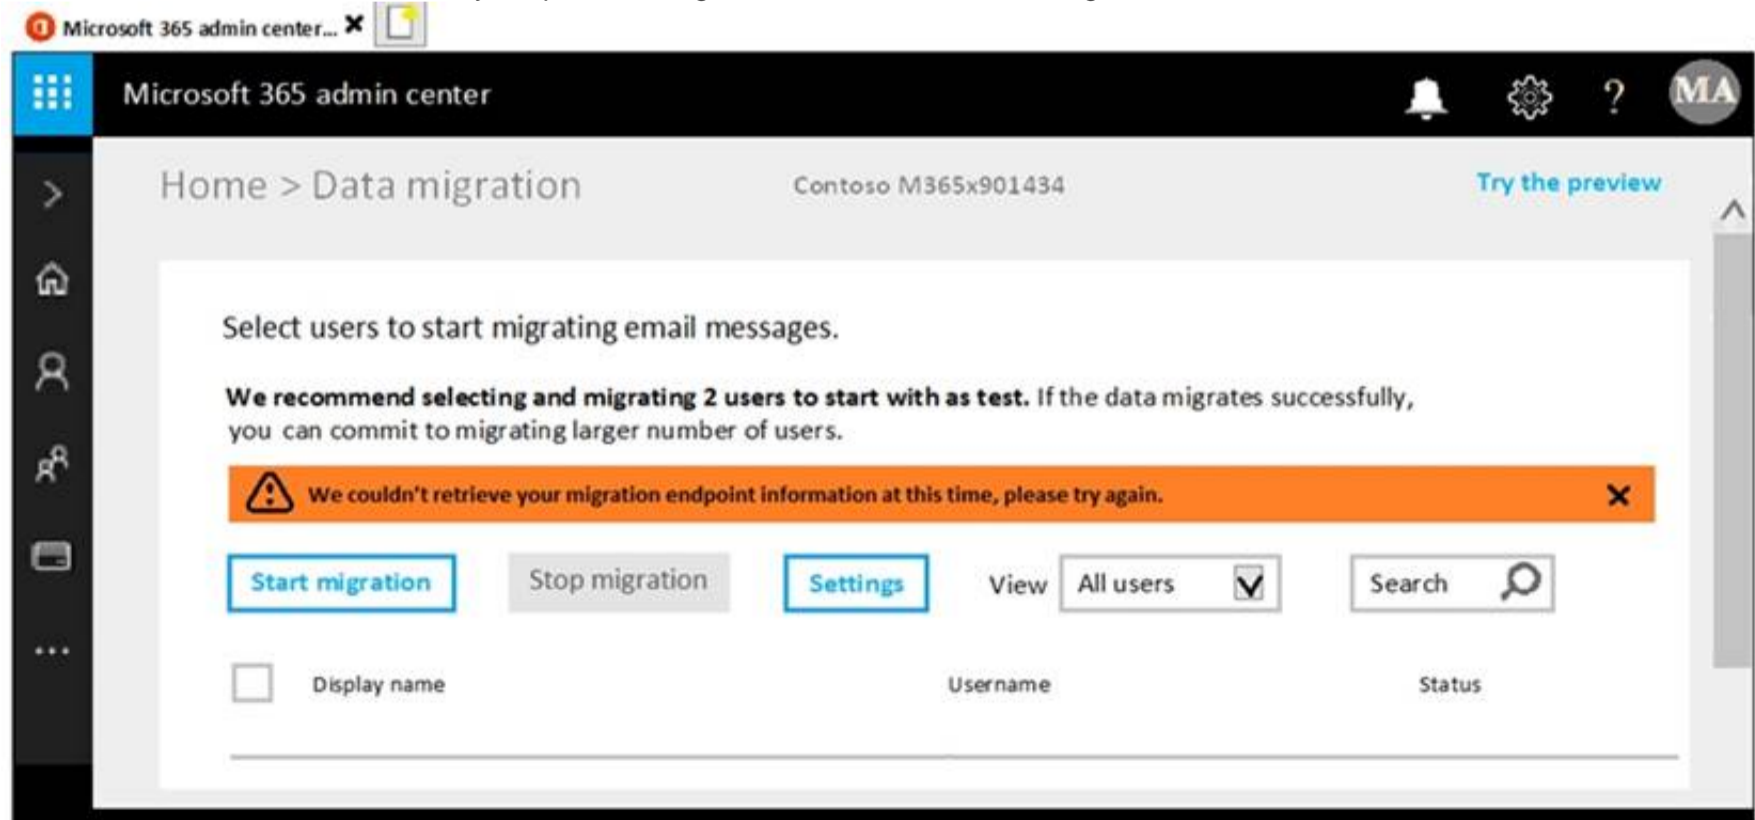 Microsoft 365 admin center...
Microsoft 365 admin center
?
MA
Home > Data migration
Contoso M365x901434
Try the preview
Select users to start migrating email messages.
We recommend selecting and migrating 2 users to start with as test. If the data migrates successfully,
you can commit to migrating larger number of users.
We couldn't retrieve your migration endpoint information at this time, please try again.
Start migration
Stop migration
Settings
View
All users
Search
Display name
Username
Status